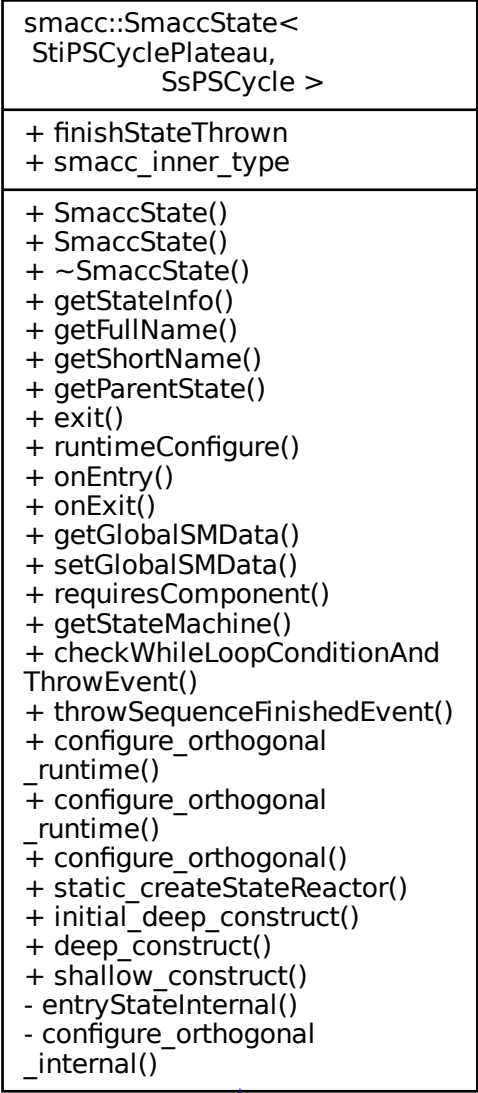 smacc::SmaccState<
StiPSCyclePlateau,
SsPSCycle >
+ finishStateThrown
+ smacc_inner_type
+ SmaccState()
+ SmaccState()
+ ~SmaccState()
+ getStateInfo()
+ getFullName()
+ getShortName()
+ getParentState()
+ exit()
+ runtimeConfigure()
+ onEntry()
+ onExit()
+ getGlobalSMData()
+ setGlobalSMData()
+ requiresComponent()
+ getStateMachine()
+ checkWhileLoopConditionAnd
ThrowEvent()
+ throwSequenceFinishedEvent()
+ configure_orthogonal
_runtime()
+ configure_orthogonal
_runtime()
+ configure_orthogonal()
+ static_createStateReactor()
+ initial_deep_construct()
+ deep_construct()
+ shallow_construct()
- entryStateInternal()
- configure_orthogonal
_internal()